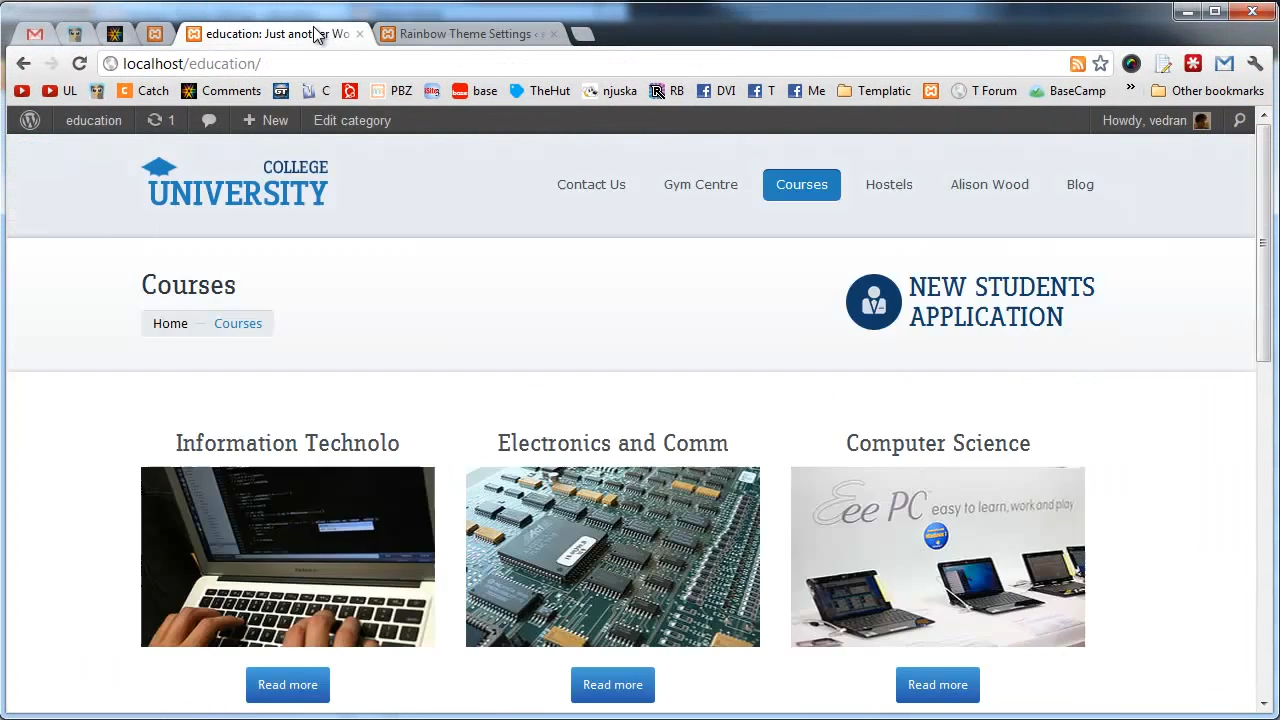 education: Just another Wo
Rainbow Theme Settings ‹
localhost/education/
UL
Catch
Comments
GT
C
PBZ
Sitg
base
TheHut
njuska
RB
DVI
T
Me
Templatic
T Forum
BaseCamp
»
Other bookmarks
education
1
New
Edit category
Howdy, vedran
COLLEGE
UNIVERSITY
Contact Us
Gym Centre
Courses
Hostels
Alison Wood
Blog
Courses
Home
Courses
NEW STUDENTS
APPLICATION
Information Technolo
Electronics and Comm
Computer Science
Eee PC easy to learn, work and play
Read more
Read more
Read more